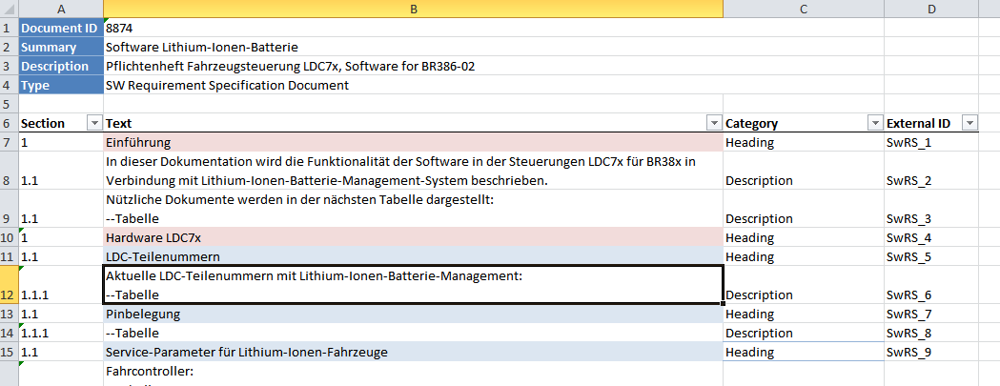 A B C D
1 Document ID 8874
2 Summary Software Lithium-Ionen-Batterie
3 Description Pflichtenheft Fahrzeugsteuerung LDC7x, Software for BR386-02
4 Type SW Requirement Specification Document
5
6 Section Text Category External ID
7 1 Einführung Heading SwRS_1
In dieser Dokumentation wird die Funktionalität der Software in der Steuerungen LDC7x für BR38x in
8 1.1 Verbindung mit Lithium-Ionen-Batterie-Management-System beschrieben. Description SwRS_2
Nützliche Dokumente werden in der nächsten Tabelle dargestellt:
9 1.1 --Tabelle Description SwRS_3
10 1 Hardware LDC7x Heading SwRS_4
11 1.1 LDC-Teilenummern Heading SwRS_5
Aktuelle LDC-Teilenummern mit Lithium-Ionen-Batterie-Management:
12 1.1.1 --Tabelle Description SwRS_6
13 1.1 Pinbelegung Heading SwRS_7
14 1.1.1 --Tabelle Description SwRS_8
15 1.1 Service-Parameter für Lithium-Ionen-Fahrzeuge Heading SwRS_9
Fahrcontroller: